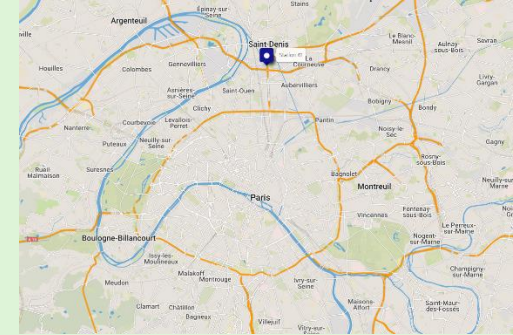 Épinay-sur-
Seine
Stains
Argenteuil
Saint-Denis
Le Blanc-
Mesnil
Aulnay
-sous-Bois
Sevran
Houilles
Colombes
Gennevilliers
La
Courneuve
Drancy
Livry-
Gargan
Asnières
-sur-Seine
Saint-Ouen
Aubervilliers
Bobigny
Bondy
Clichy
Nanterre
Courbevoie
Levallois-
Perret
Pantin
Noisy-le-
Sec
Puteaux
Neuilly-sur
Seine
Gagny
Rosny
-sous-Bois
Rueil
Malmaison
Suresnes
Bagnolet
Montreuil
Neuilly-sur
Marne
Paris
Vincennes
Fontenay
-sous-Bois
Le Perreux
-sur-Marne
Boulogne-Billancourt
Nogent
-sur-Marne
Issy-les-
Moulineaux
Champigny-
sur-Marne
Malakoff
Montrouge
Ivry-sur-
Seine
Meudon
Clamart
Châtillon
Bagneux
Maisons-
Alfort
Saint-Maur-
des-Fossés
Villejuif
Vitry-sur-